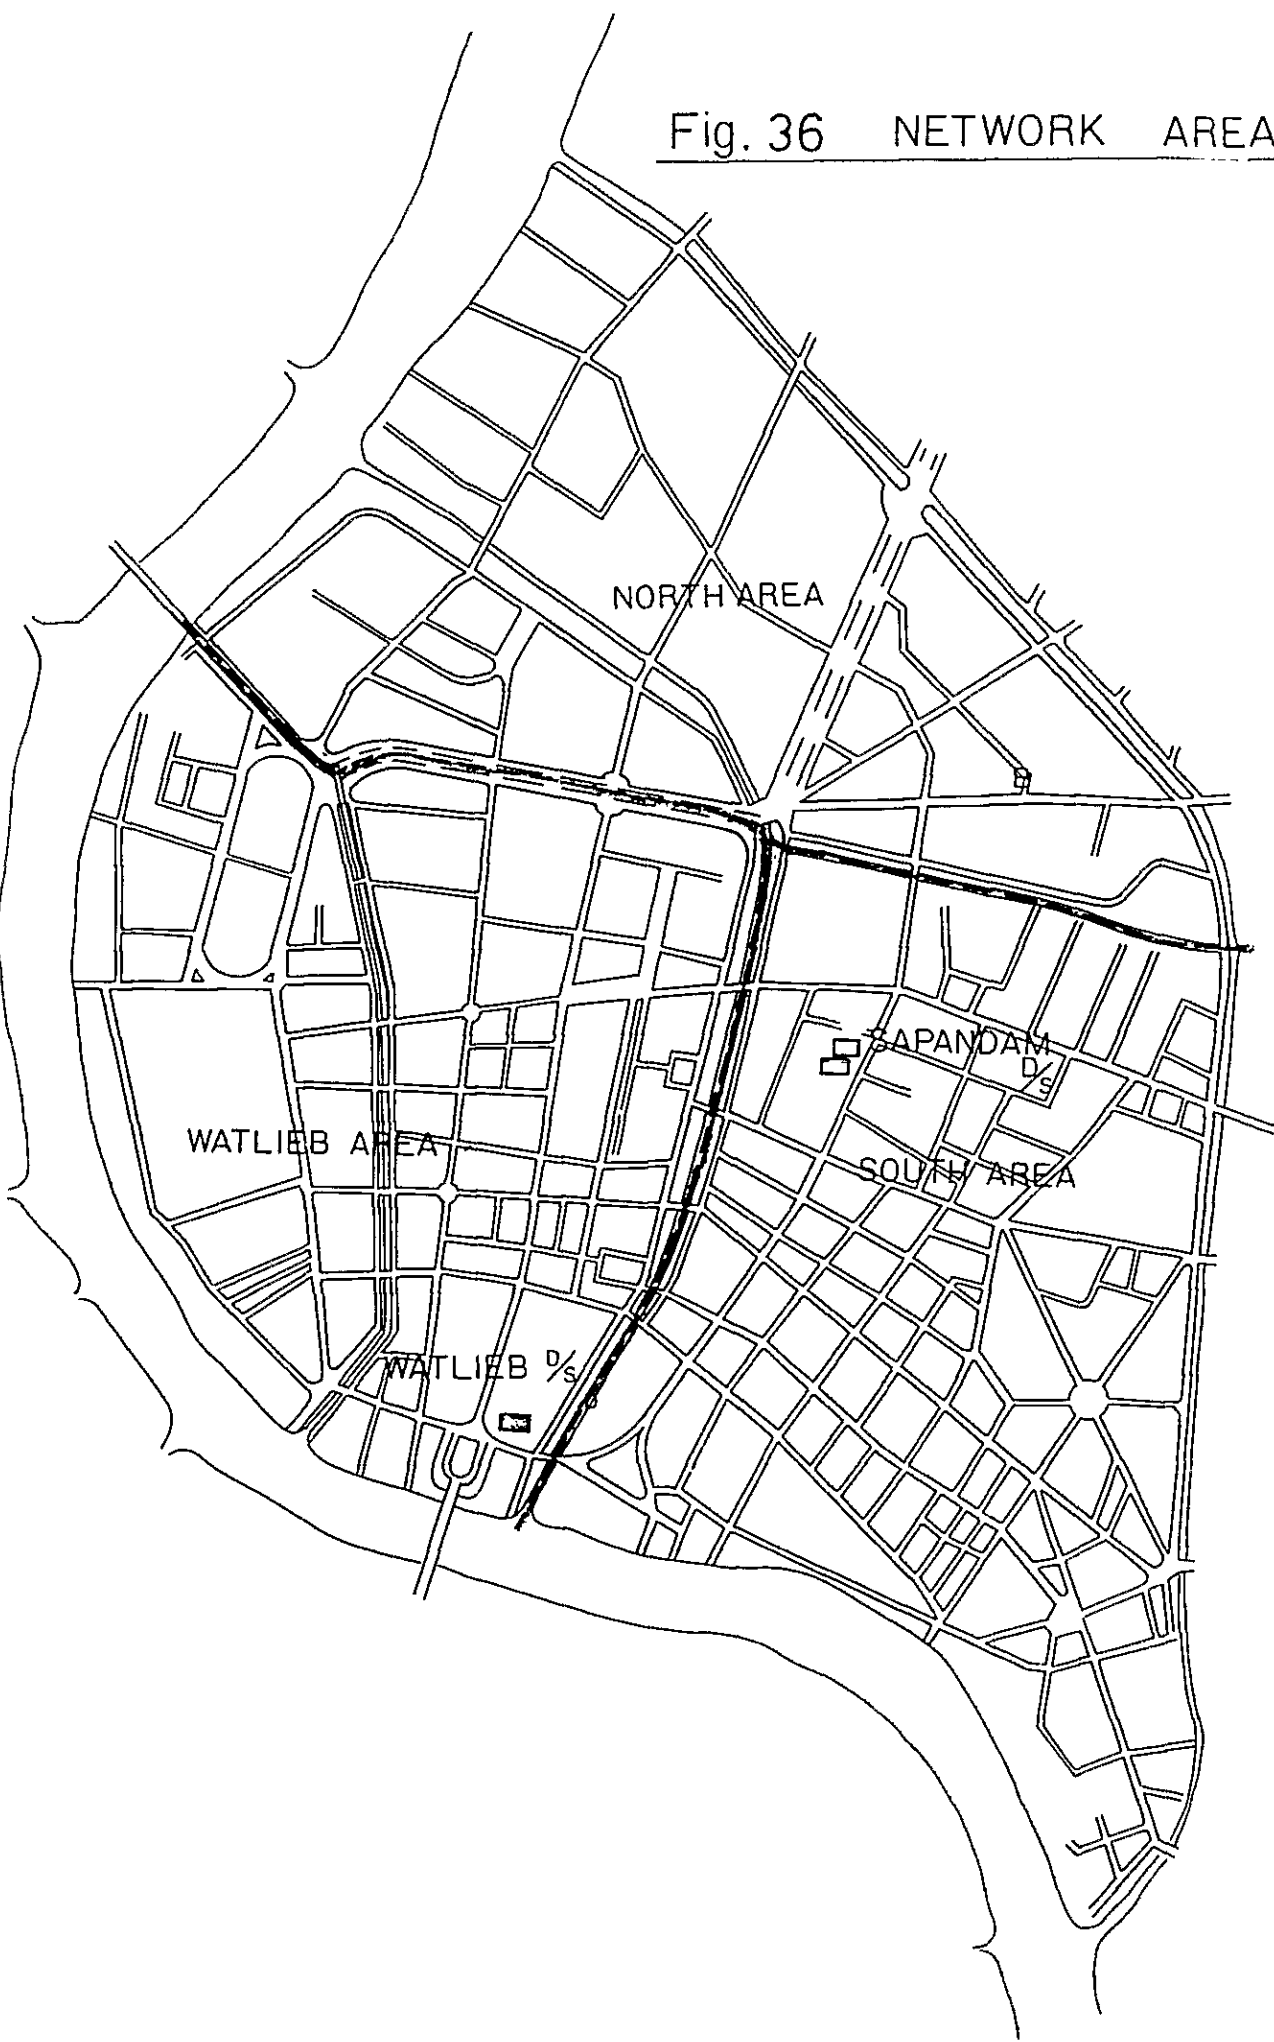 Fig. 36 NETWORK AREA
NORTH AREA
SAPANDAM
D/S
WATLIEB AREA
SOUTH AREA
WATLIEB D/S